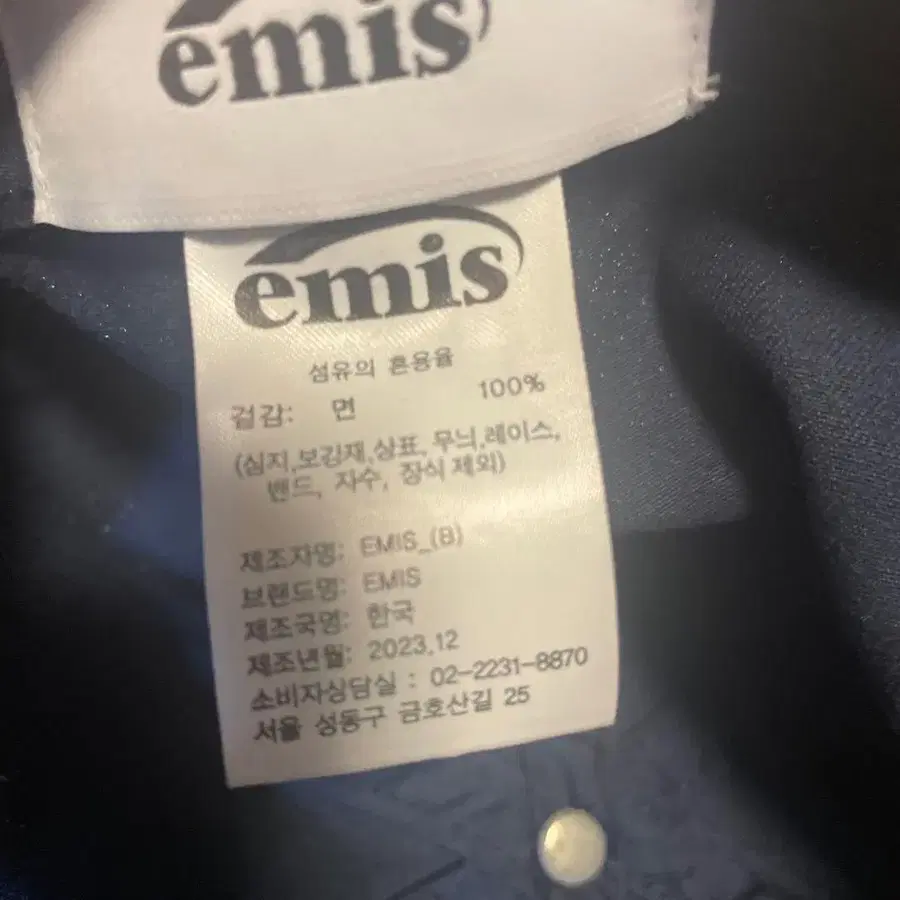 emis
emis
섬유의 혼용율
겉감: 면 100%
(심지,보김재,상표,무늬,레이스,
밴드, 자수, 장식 제외)
제조자명: EMIS_(B)
브랜드명: EMIS
제조국명: 한국
제조년월: 2023.12
소비자상담실 : 02-2231-8870
서울 성동구 금호산길 25